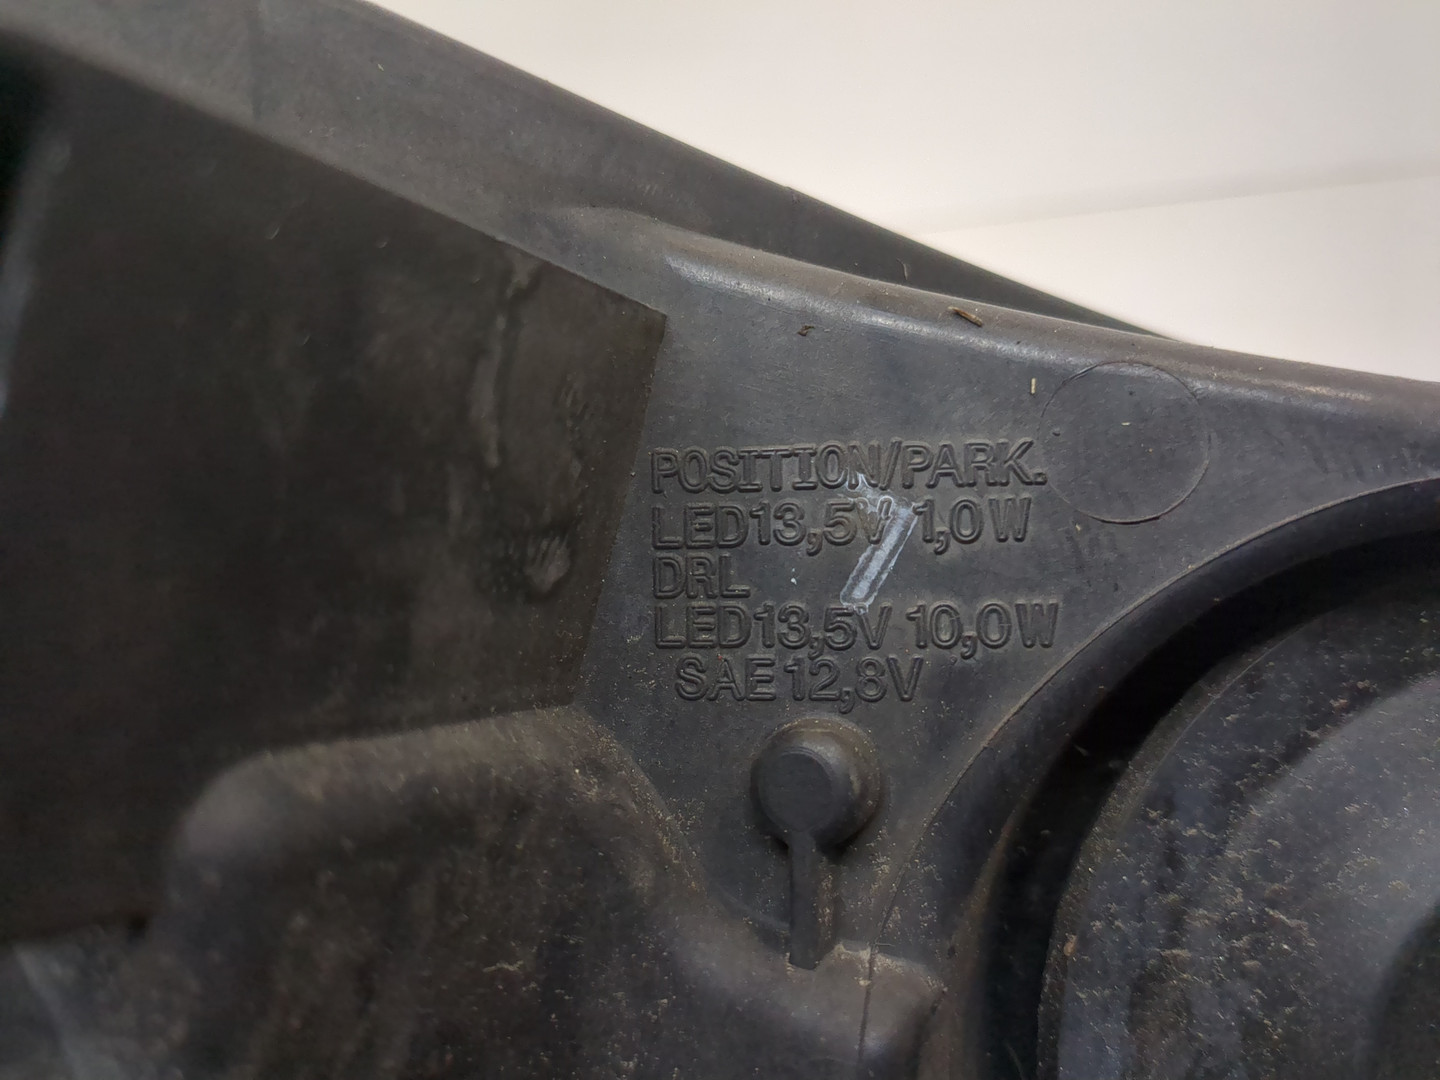 POSITION/PARK.
LED13,5V 1,0W
DRL
LED13,5V 10,0W
SAE12,8V